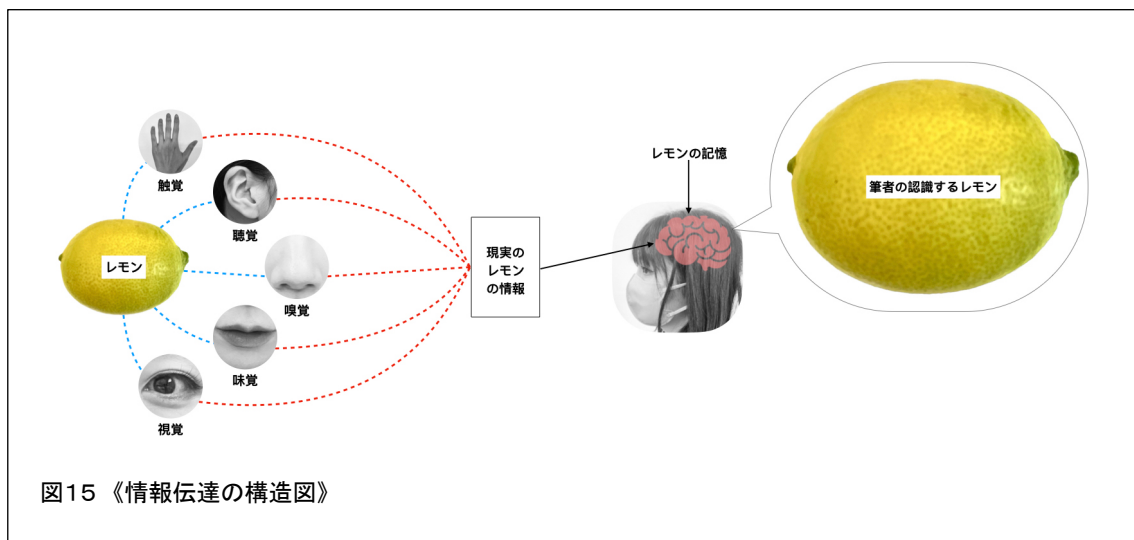 触覚
聴覚
レモン
嗅覚
味覚
視覚
現実の
レモン
の情報
レモンの記憶
筆者の認識するレモン
図15《情報伝達の構造図》